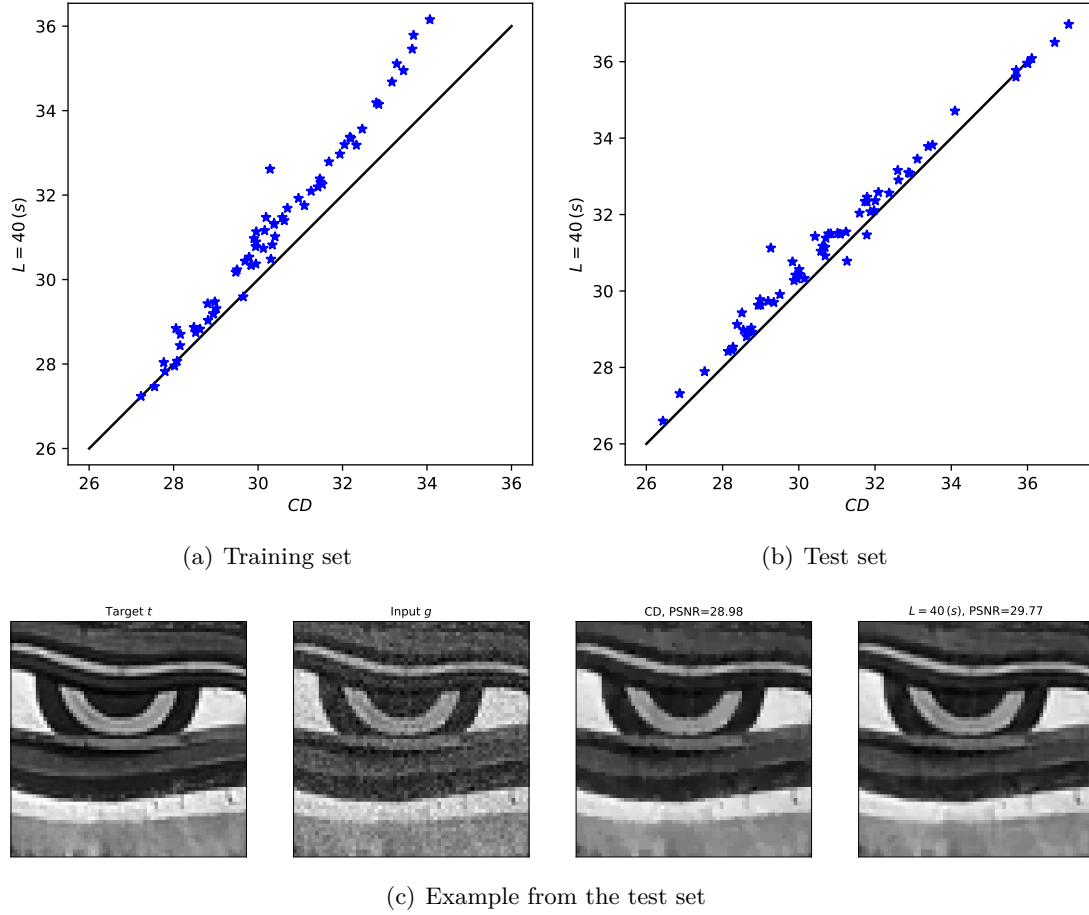 36
34
32
30
28
26
L = 40 (s)
26 28 30 32 34 36
CD
36
34
32
30
28
26
L = 40 (s)
26 28 30 32 34 36
CD
(a) Training set
(b) Test set
Target t
Input g
CD, PSNR=28.98
L = 40 (s), PSNR=29.77
(c) Example from the test set